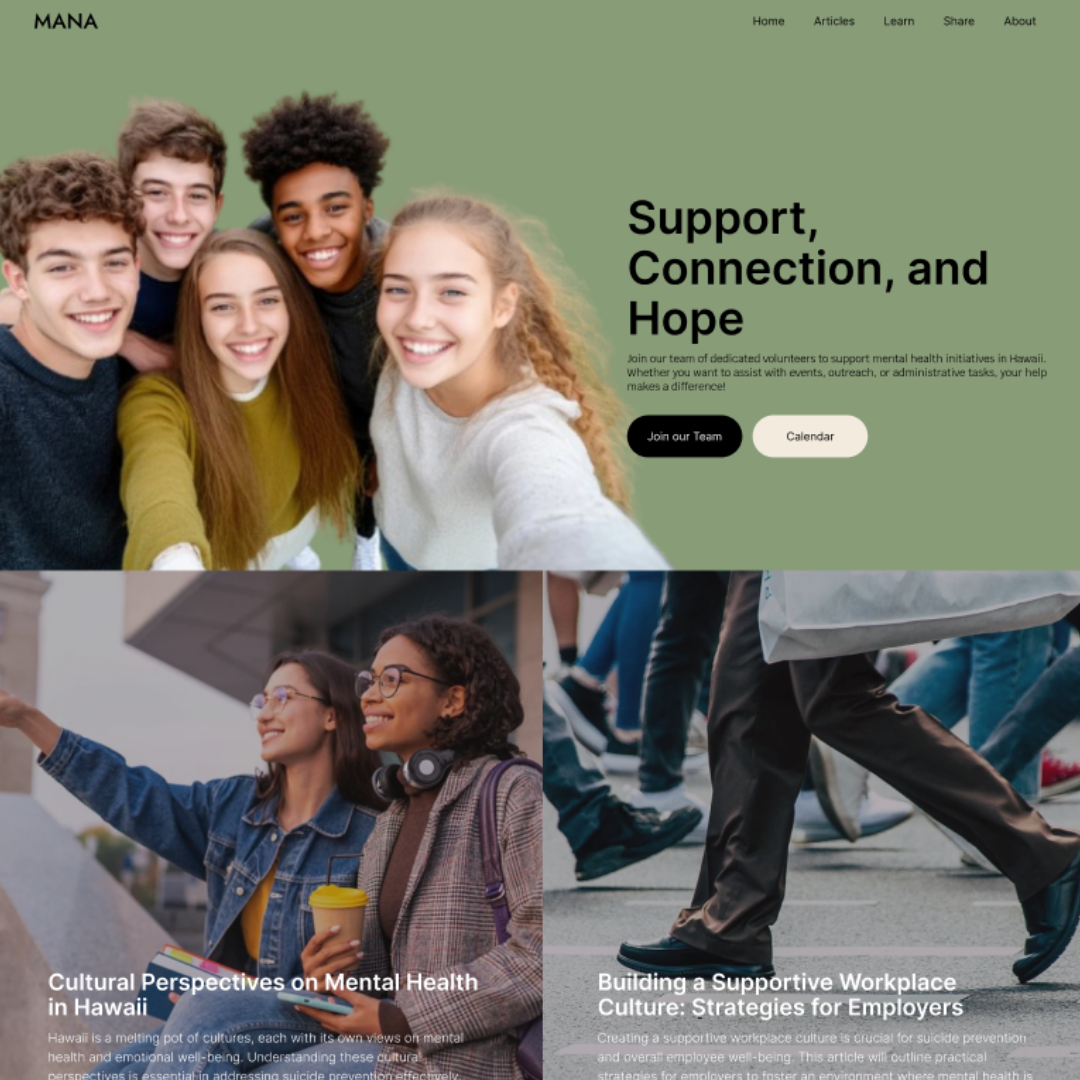 MANA
Home Articles Learn Share About
Support,
Connection, and
Hope
Join our team of dedicated volunteers to support mental health initiatives in Hawaii.
Whether you want to assist with events, outreach, or administrative tasks, your help
makes a difference!
Join our Team Calendar
Cultural Perspectives on Mental Health
in Hawaii
Hawaii is a melting pot of cultures, each with its own views on mental
health and emotional well-being. Understanding these cultural
perspectives is essential in addressing suicide prevention effectively.
Building a Supportive Workplace
Culture: Strategies for Employers
Creating a supportive workplace culture is crucial for suicide prevention
and overall employee well-being. This article will outline practical
strategies for employers to foster an environment where mental health is